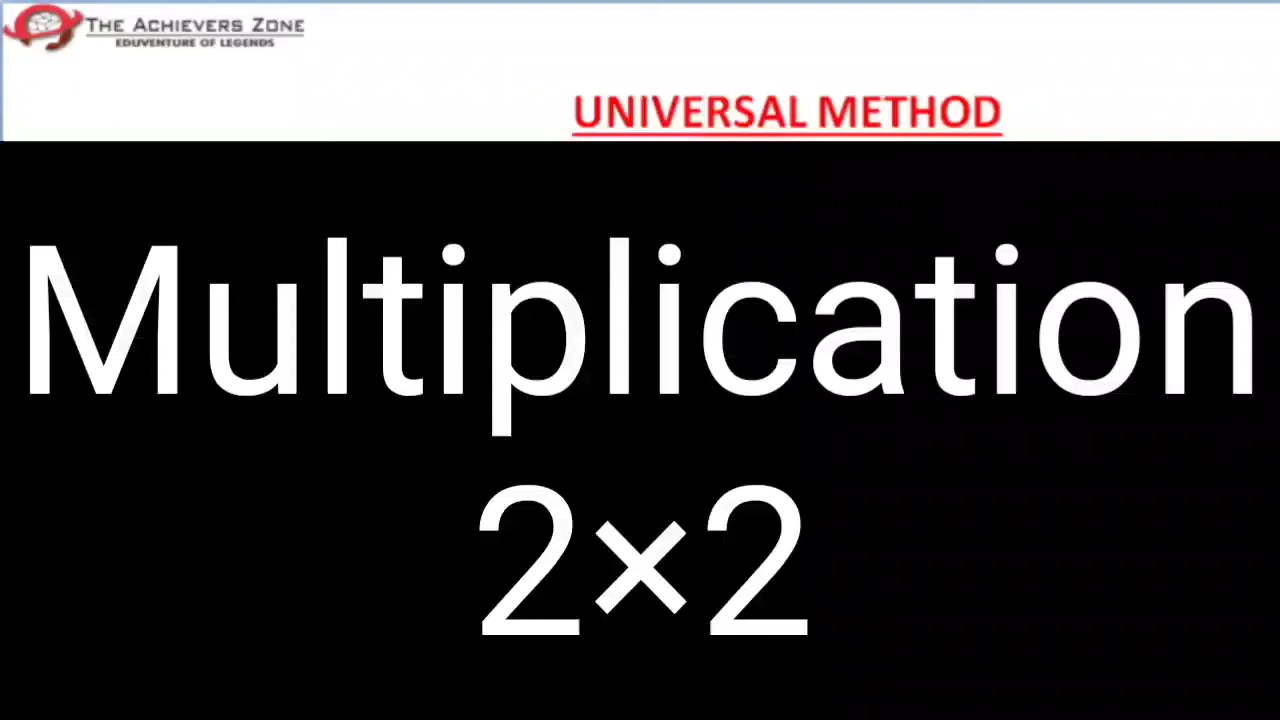 THE ACHIEVERS ZONE
EDUVENTURE OF LEGENDS
UNIVERSAL METHOD
Multiplication
2×2